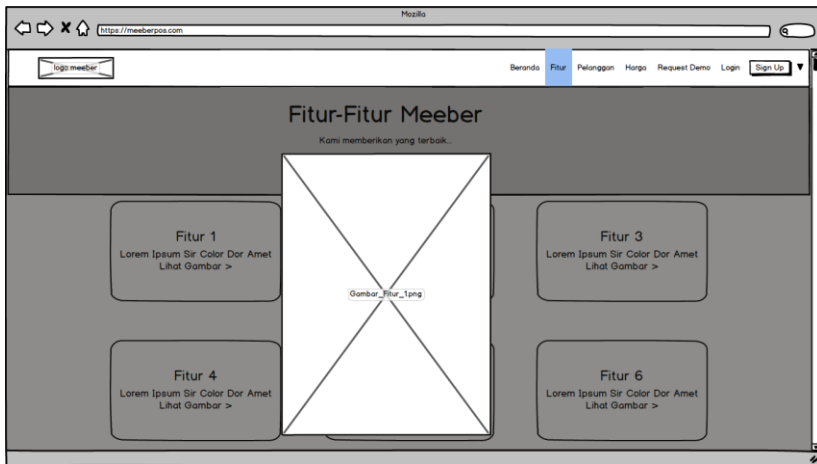 Mozilla
https://meeberpos.com
logo meeber
Beranda Fitur Pelanggan Harga Request Demo Login Sign Up
Fitur-Fitur Meeber
Kami memberikan yang terbaik...
Fitur 1
Lorem Ipsum Sir Color Dor Amet
Lihat Gambar >
Fitur 3
Lorem Ipsum Sir Color Dor Amet
Lihat Gambar >
Gambar_Fitur_1.png
Fitur 4
Lorem Ipsum Sir Color Dor Amet
Lihat Gambar >
Fitur 6
Lorem Ipsum Sir Color Dor Amet
Lihat Gambar >